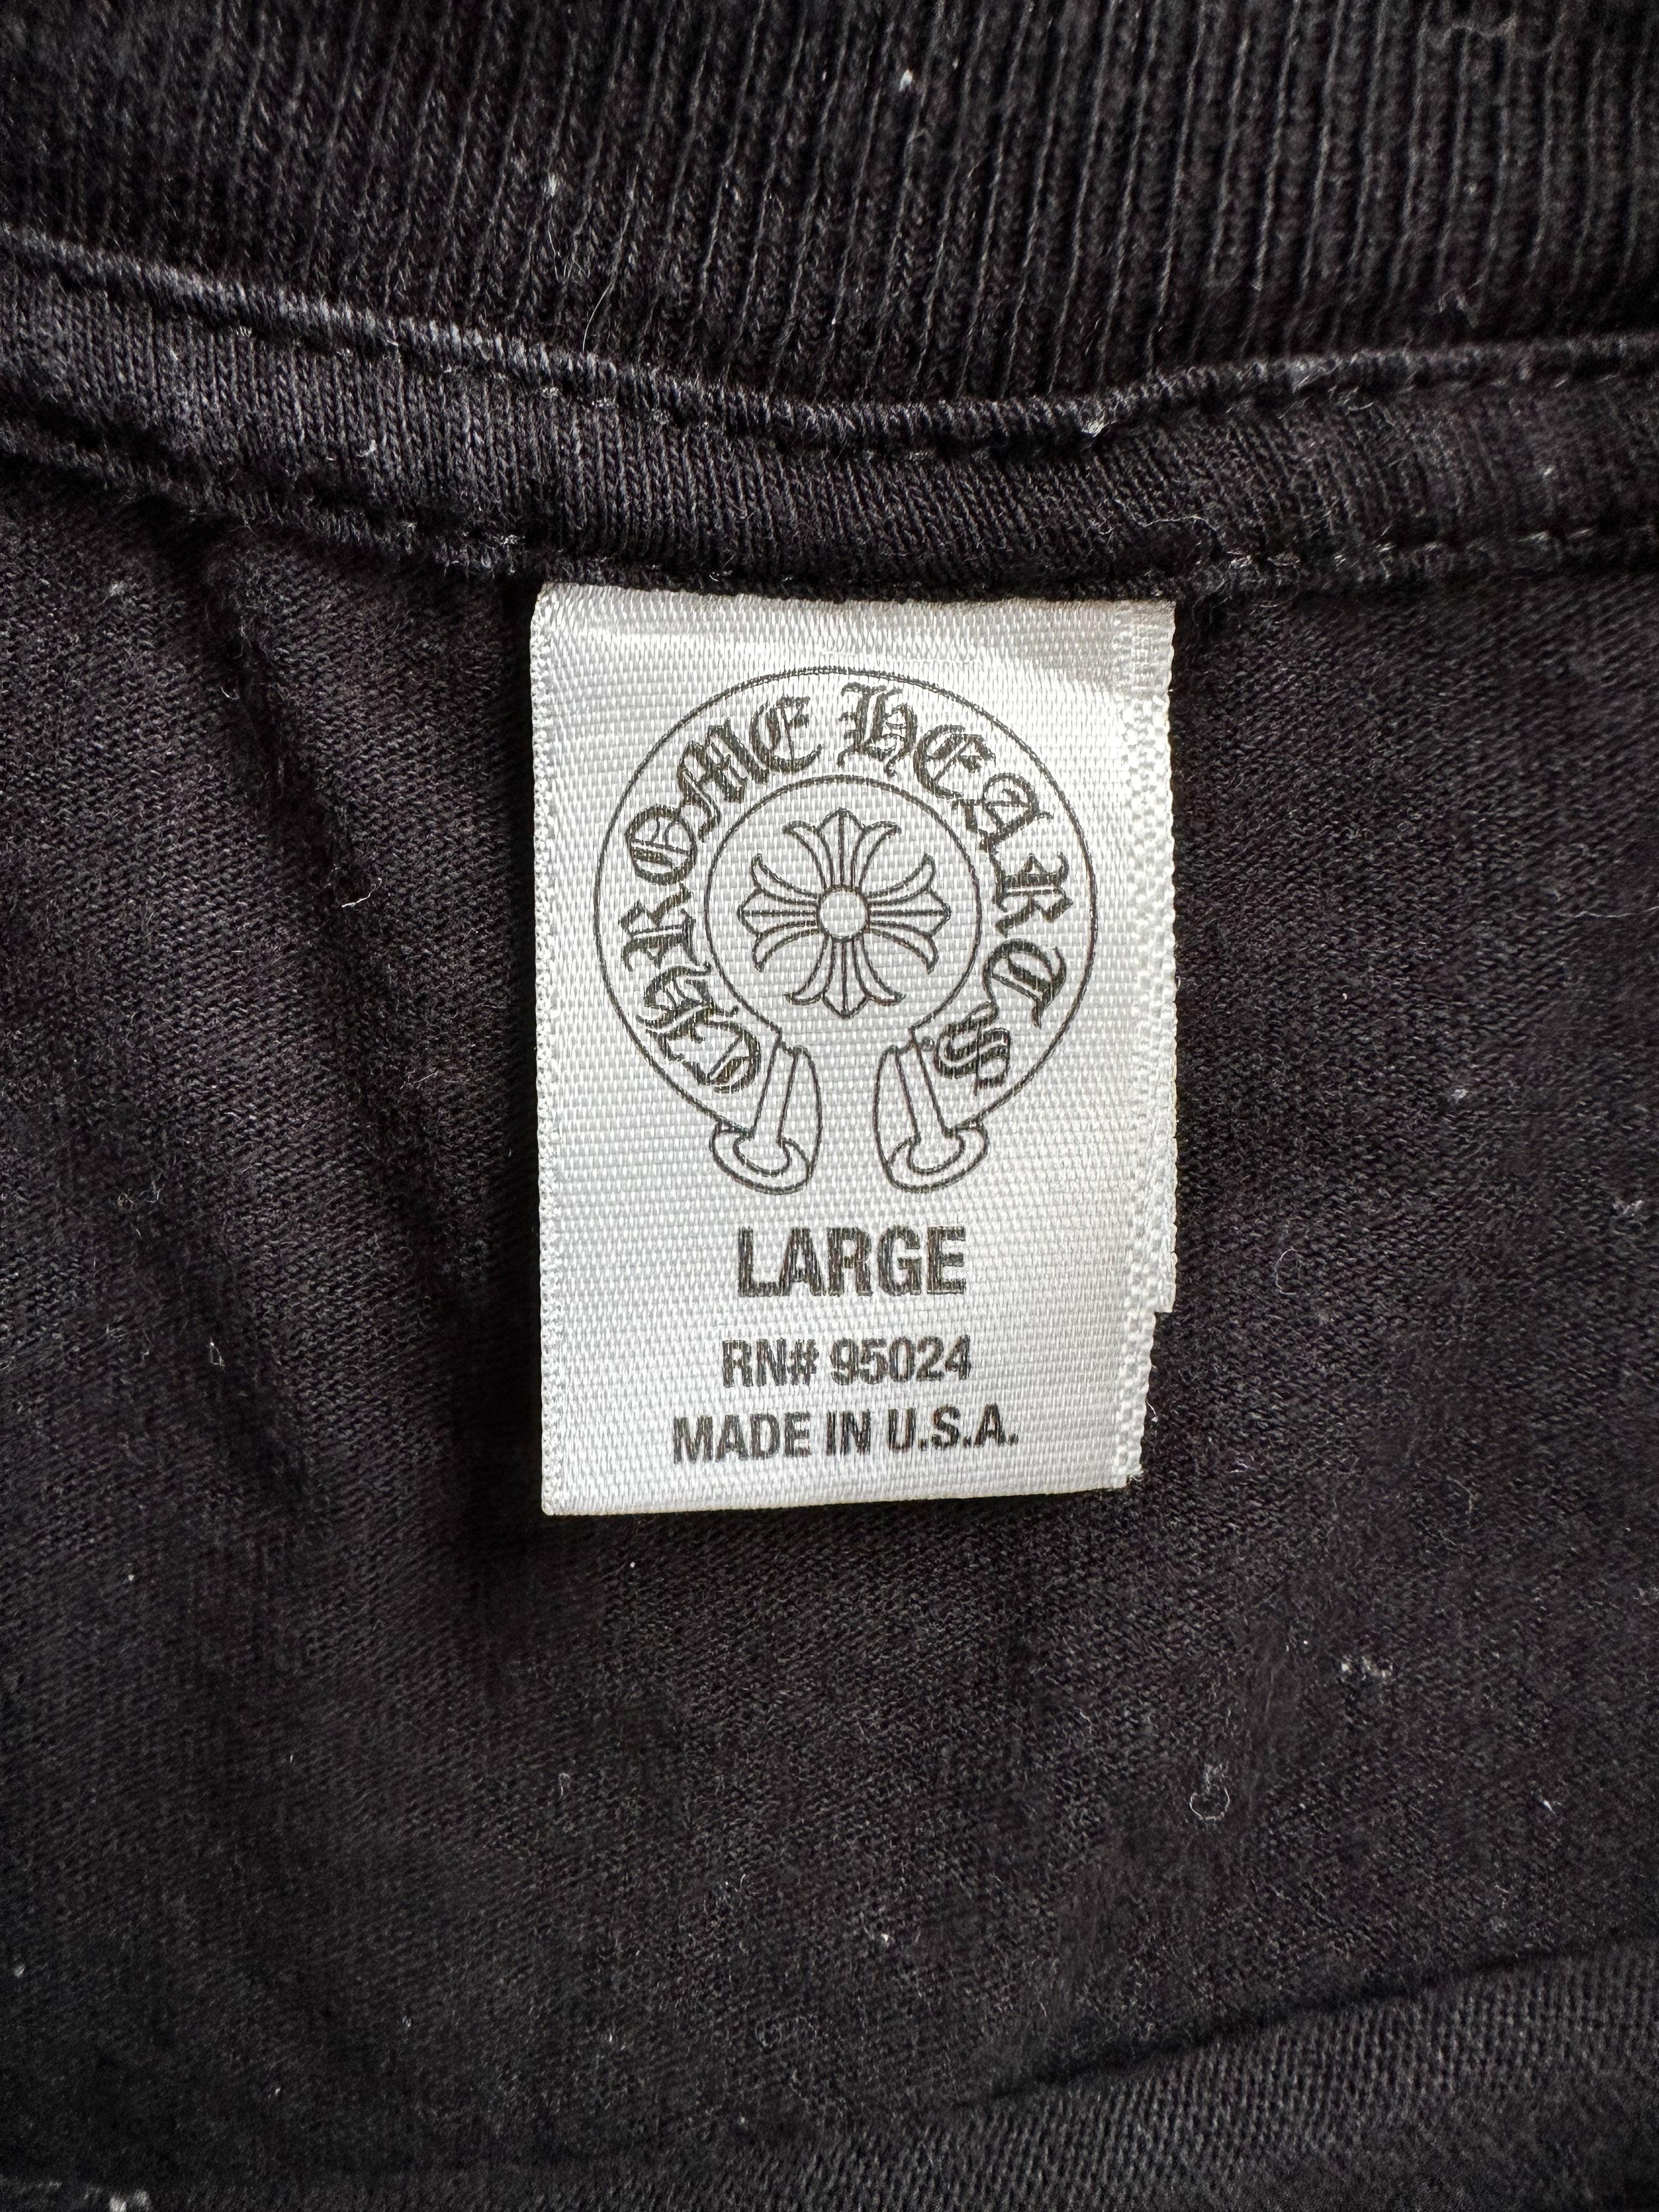 CHROME HEARTS
LARGE
RN# 95024
MADE IN U.S.A.